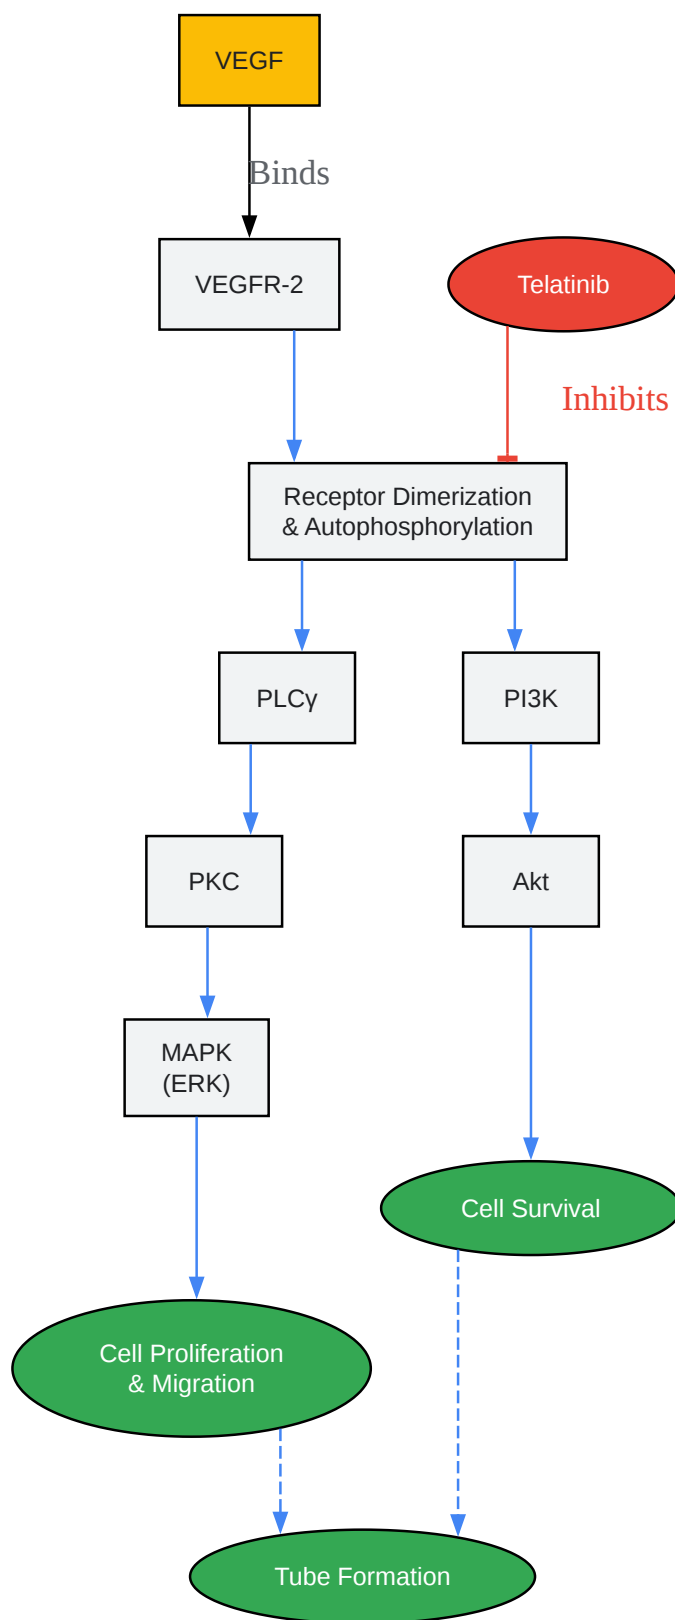 VEGF
Binds
VEGFR-2
Telatinib
Inhibits
Receptor Dimerization
& Autophosphorylation
PLCγ
PI3K
PKC
Akt
MAPK
(ERK)
Cell Survival
Cell Proliferation
& Migration
Tube Formation